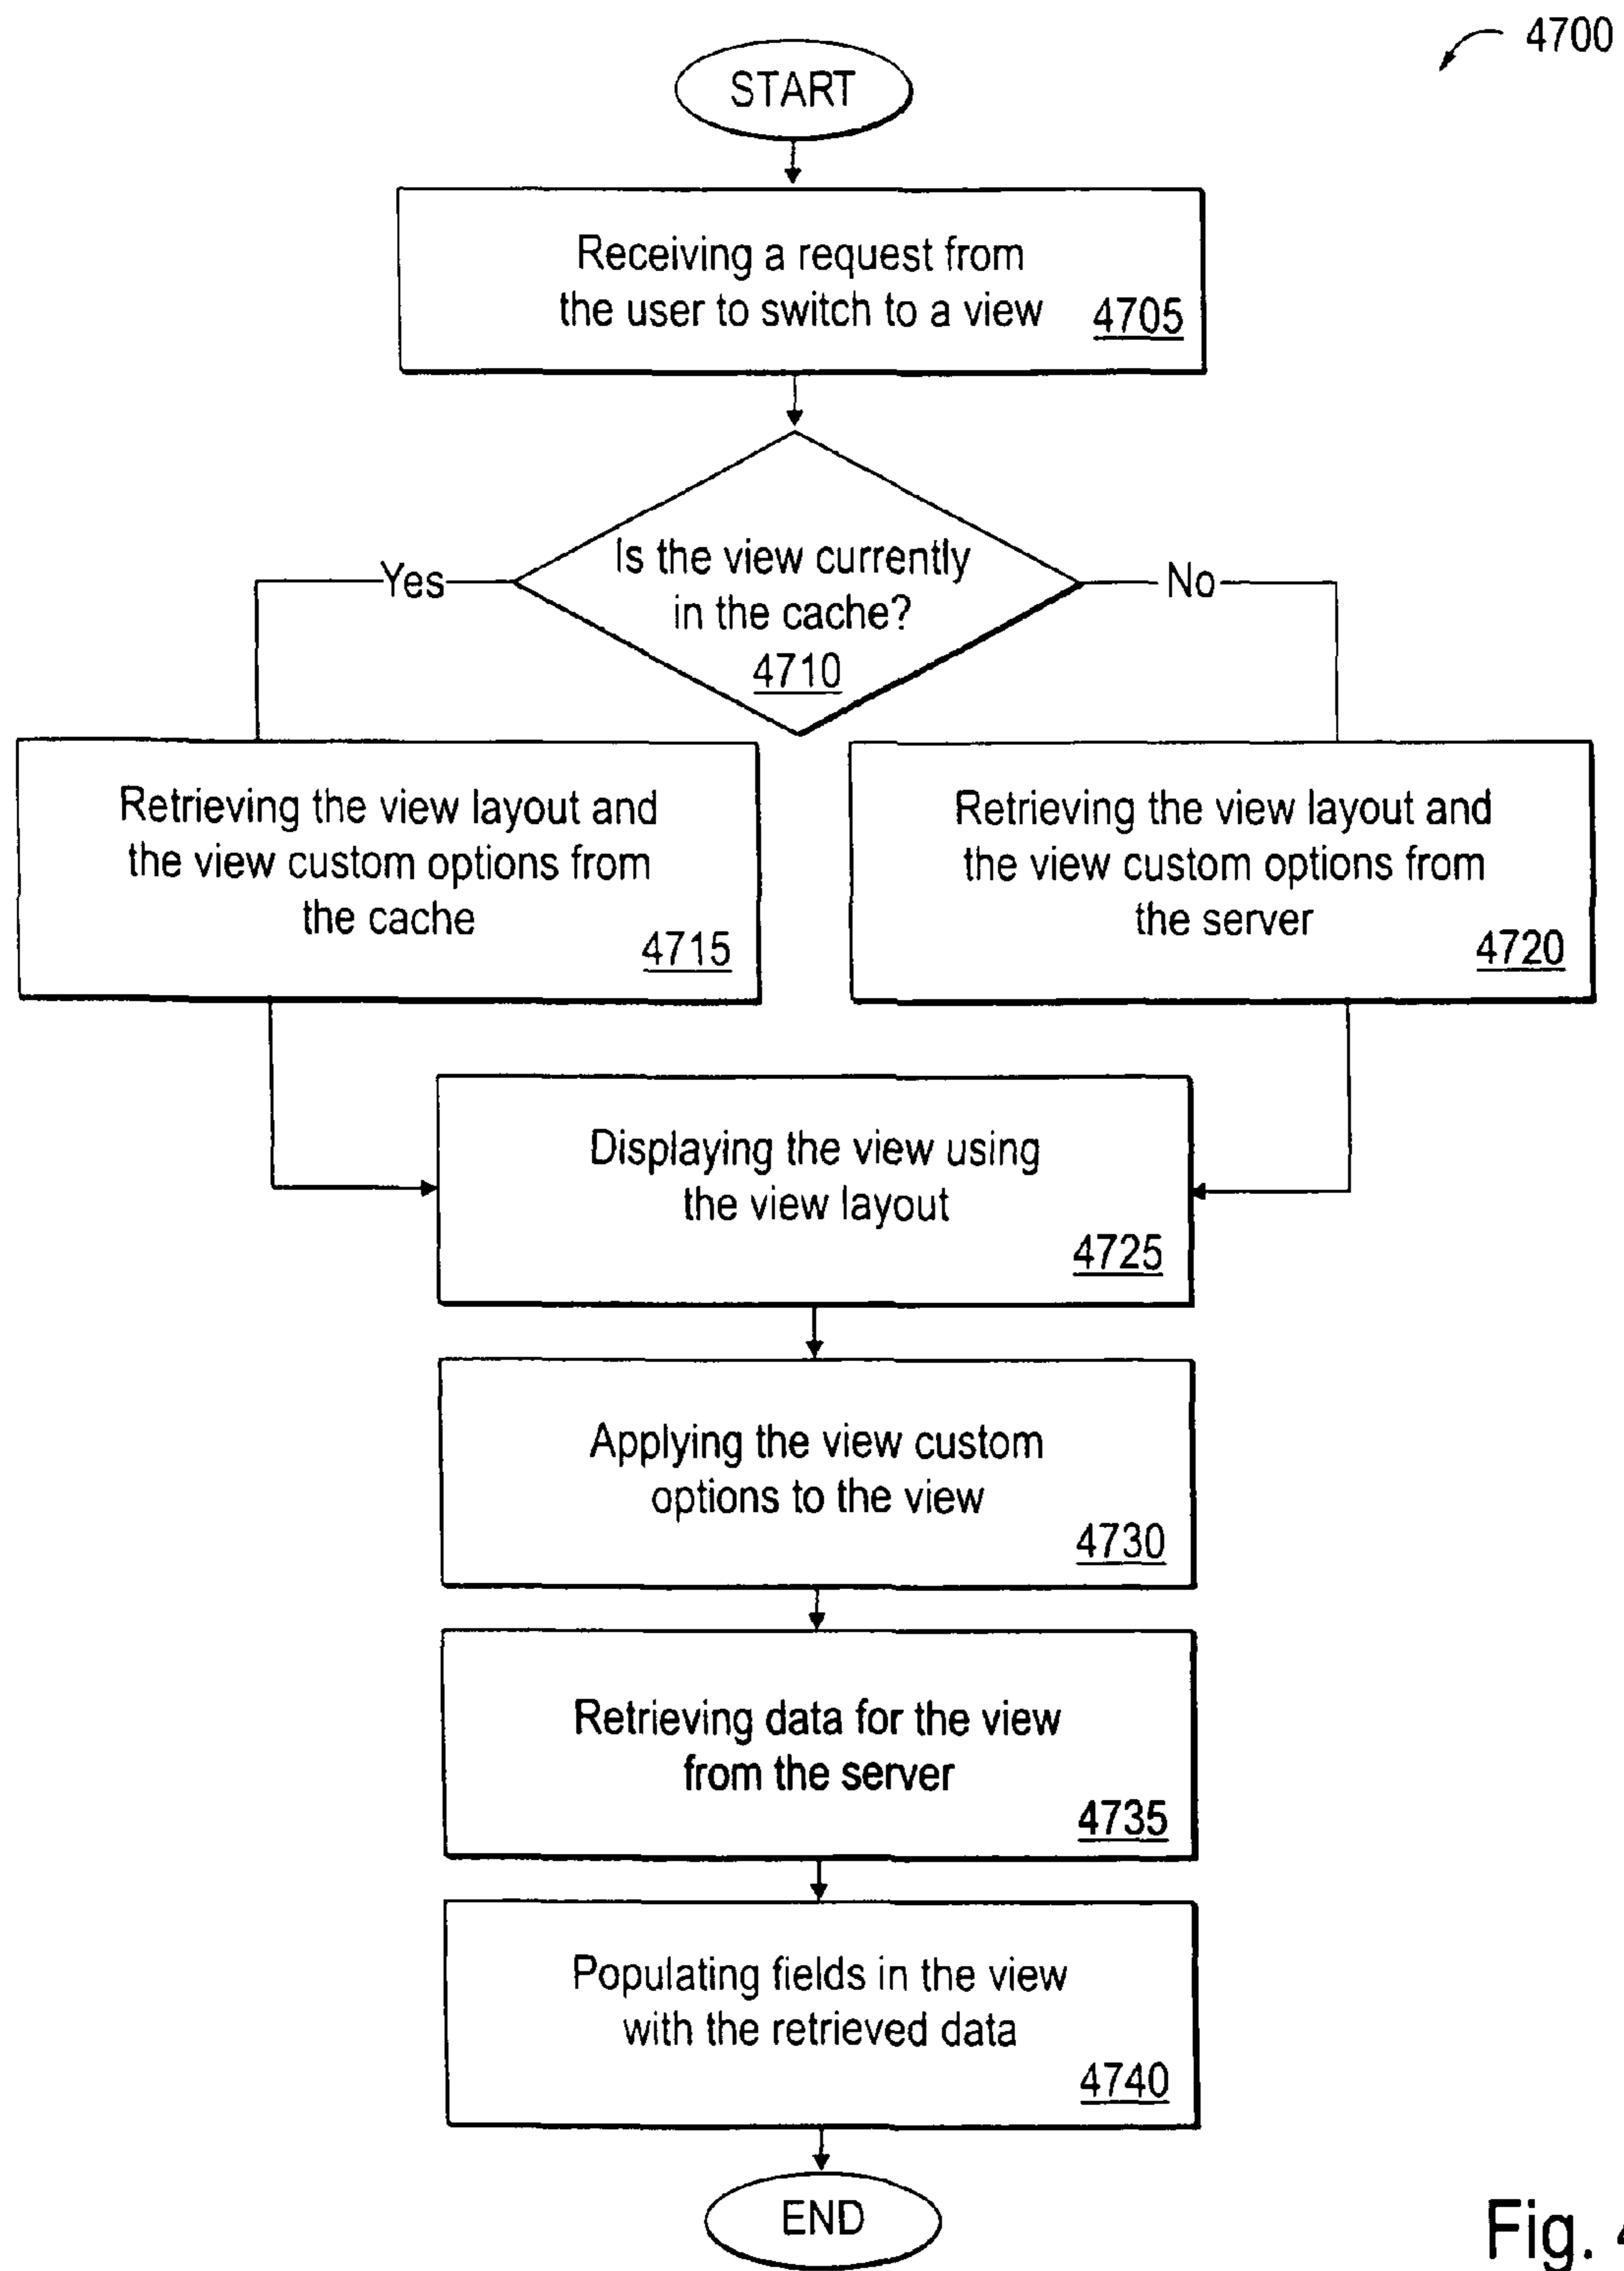 4700
START
Receiving a request from
the user to switch to a view
4705
Is the view currently
in the cache?
4710
Yes
No
Retrieving the view layout and
the view custom options from
the cache
4715
Retrieving the view layout and
the view custom options from
the server
4720
Displaying the view using
the view layout
4725
Applying the view custom
options to the view
4730
Retrieving data for the view
from the server
4735
Populating fields in the view
with the retrieved data
4740
END
Fig.